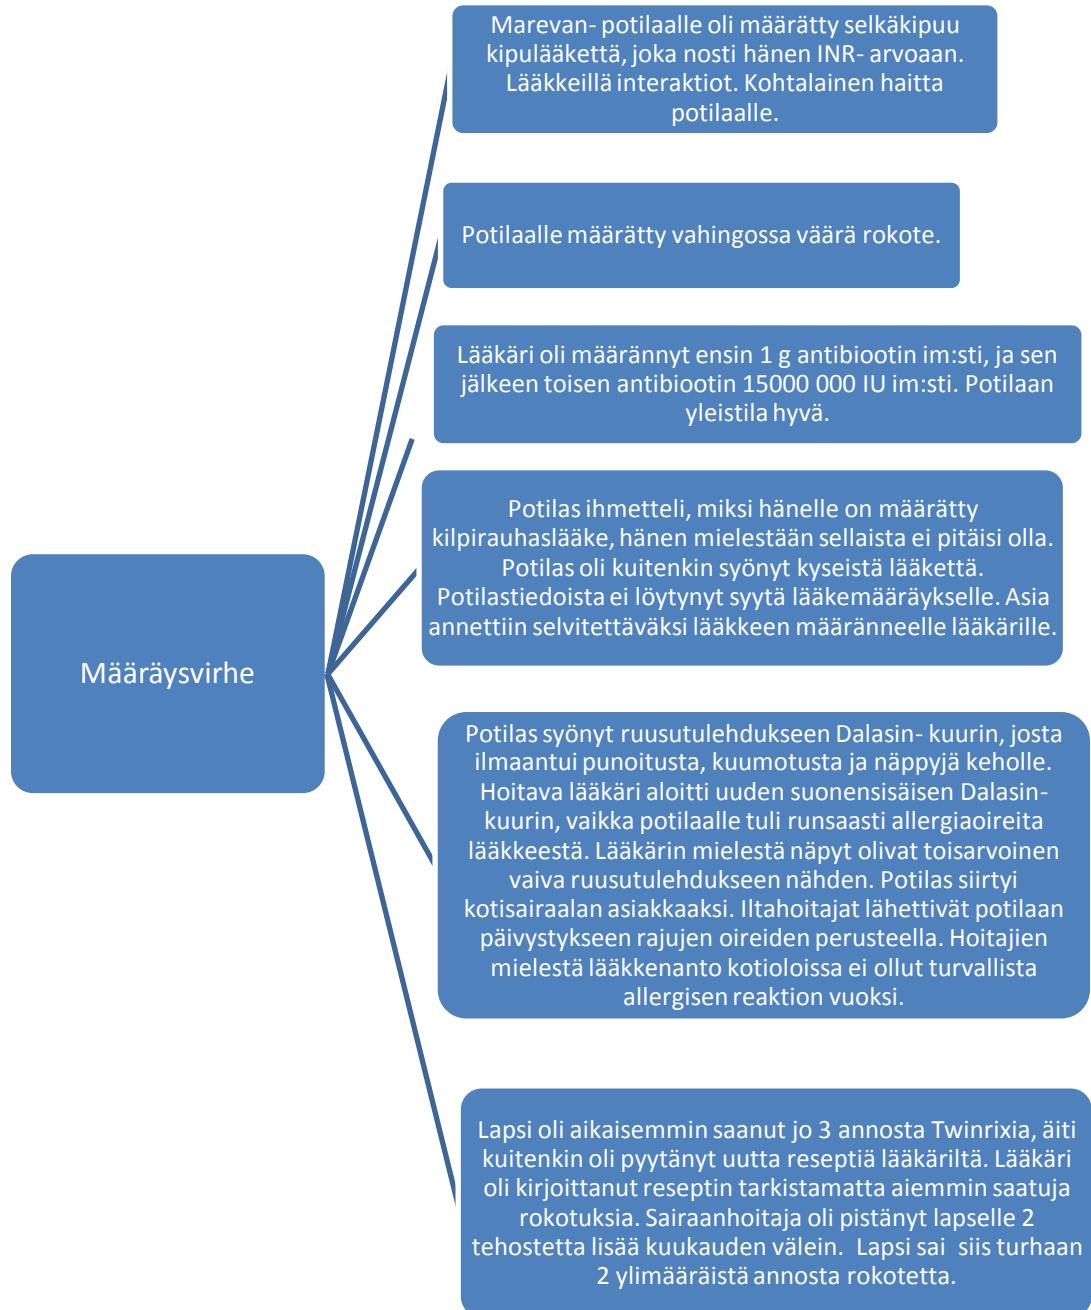 Marevan- potilaalle oli määrätty selkäkipuu
kipulääkettä, joka nosti hänen INR- arvoaan.
Lääkkeillä interaktiot. Kohtalainen haitta
potilaalle.
Potilaalle määrätty vahingossa väärä rokote.
Lääkäri oli määrännyt ensin 1 g antibiootin im:sti, ja sen
jälkeen toisen antibiootin 15000 000 IU im:sti. Potilaan
yleistila hyvä.
Potilas ihmetteli, miksi hänelle on määrätty
kilpirauhaslääke, hänen mielestään sellaista ei pitäisi olla.
Potilas oli kuitenkin syönyt kyseistä lääkettä.
Potilastiedoista ei löytynyt syytä lääkemääräykselle. Asia
annettiin selvitettäväksi lääkkeen määränneelle lääkärille.
Määräysvirhe
Potilas syönyt ruusutulehdukseen Dalasin- kuurin, josta
ilmaantui punoitusta, kuumotusta ja näppyjä keholle.
Hoitava lääkäri aloitti uuden suonensisäisen Dalasin-
kuurin, vaikka potilaalle tuli runsaasti allergiaoireita
lääkkeestä. Lääkärin mielestä näpyt olivat toisarvoinen
vaiva ruusutulehdukseen nähden. Potilas siirtyi
kotisairaalan asiakkaaksi. Iltahoitajat lähettivät potilaan
päivystykseen rajujen oireiden perusteella. Hoitajien
mielestä lääkkenanto kotioloissa ei ollut turvallista
allergisen reaktion vuoksi.
Lapsi oli aikaisemmin saanut jo 3 annosta Twinrixia, äiti
kuitenkin oli pyytänyt uutta reseptiä lääkäriltä. Lääkäri
oli kirjoittanut reseptin tarkistamatta aiemmin saatuja
rokotuksia. Sairaanhoitaja oli pistänyt lapselle 2
tehostetta lisää kuukauden välein. Lapsi sai siis turhaan
2 ylimääräistä annosta rokotetta.